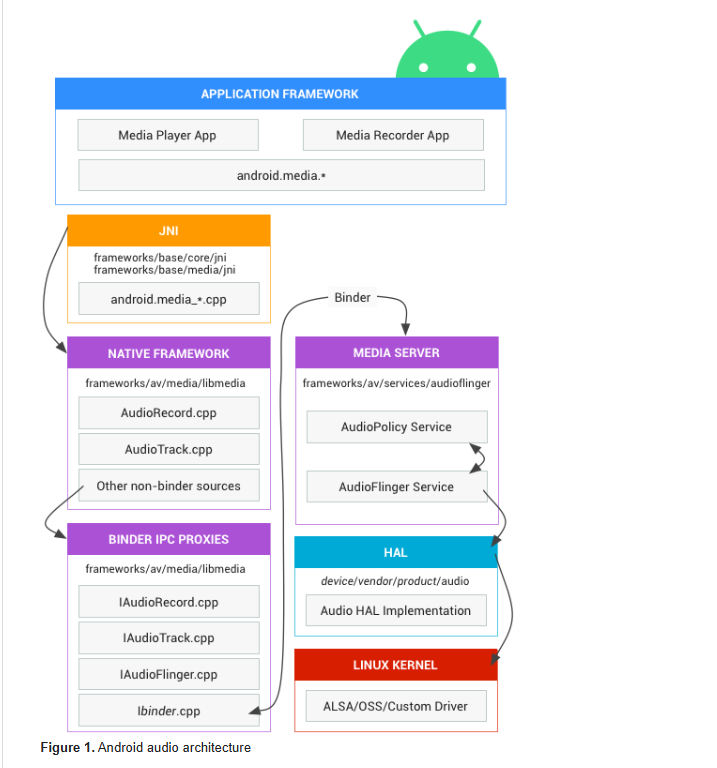 APPLICATION FRAMEWORK
Media Player App
Media Recorder App
android.media.*
JNI
frameworks/base/core/jni
frameworks/base/media/jni
android.media_*.cpp
Binder
NATIVE FRAMEWORK
frameworks/av/media/libmedia
AudioRecord.cpp
AudioTrack.cpp
Other non-binder sources
BINDER IPC PROXIES
frameworks/av/media/libmedia
IAudioRecord.cpp
IAudioTrack.cpp
IAudioFlinger.cpp
Ibinder.cpp
MEDIA SERVER
frameworks/av/services/audioflinger
AudioPolicy Service
AudioFlinger Service
HAL
device/vendor/product/audio
Audio HAL Implementation
LINUX KERNEL
ALSA/OSS/Custom Driver
Figure 1. Android audio architecture